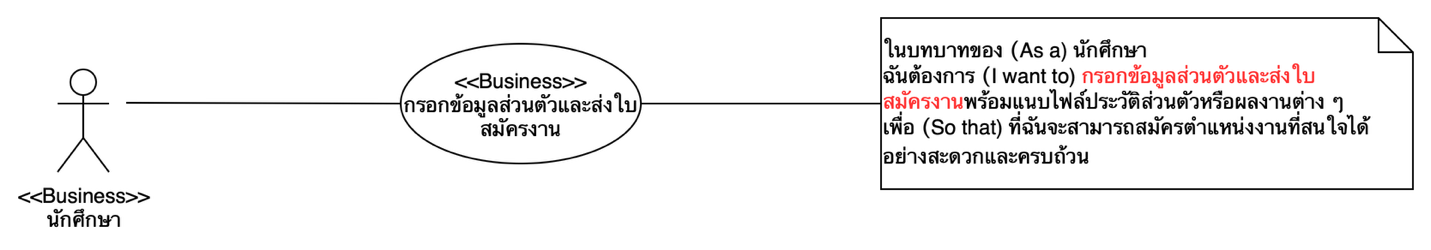 <<Business>>
นักศึกษา
<<Business>>
กรอกข้อมูลส่วนตัวและส่งใบ
สมัครงาน
ในบทบาทของ (As a) นักศึกษา
ฉันต้องการ (I want to) กรอกข้อมูลส่วนตัวและส่งใบ
สมัครงานพร้อมแนบไฟล์ประวัติส่วนตัวหรือผลงานต่าง ๆ
เพื่อ (So that) ที่ฉันจะสามารถสมัครตำแหน่งงานที่สนใจได้
อย่างสะดวกและครบถ้วน